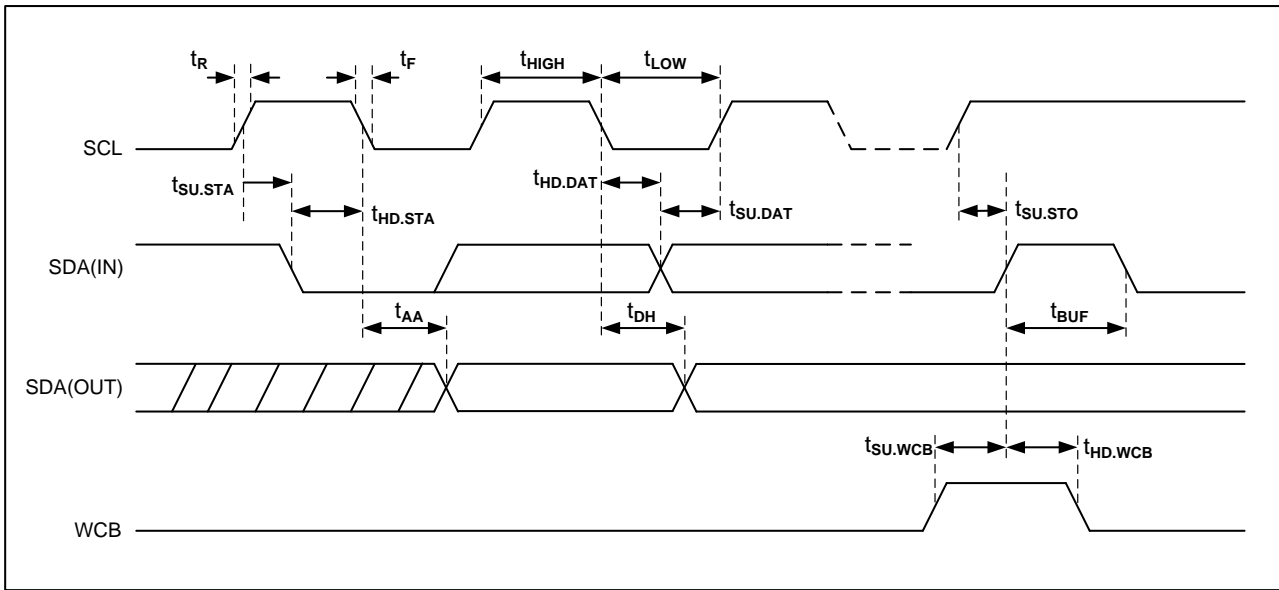 tR
tF
tHIGH
tLOW
SCL
tSU.STA
tHD.STA
tHD.DAT
tSU.DAT
tSU.STO
SDA(IN)
tAA
tDH
tBUF
SDA(OUT)
tSU.WCB
tHD.WCB
WCB